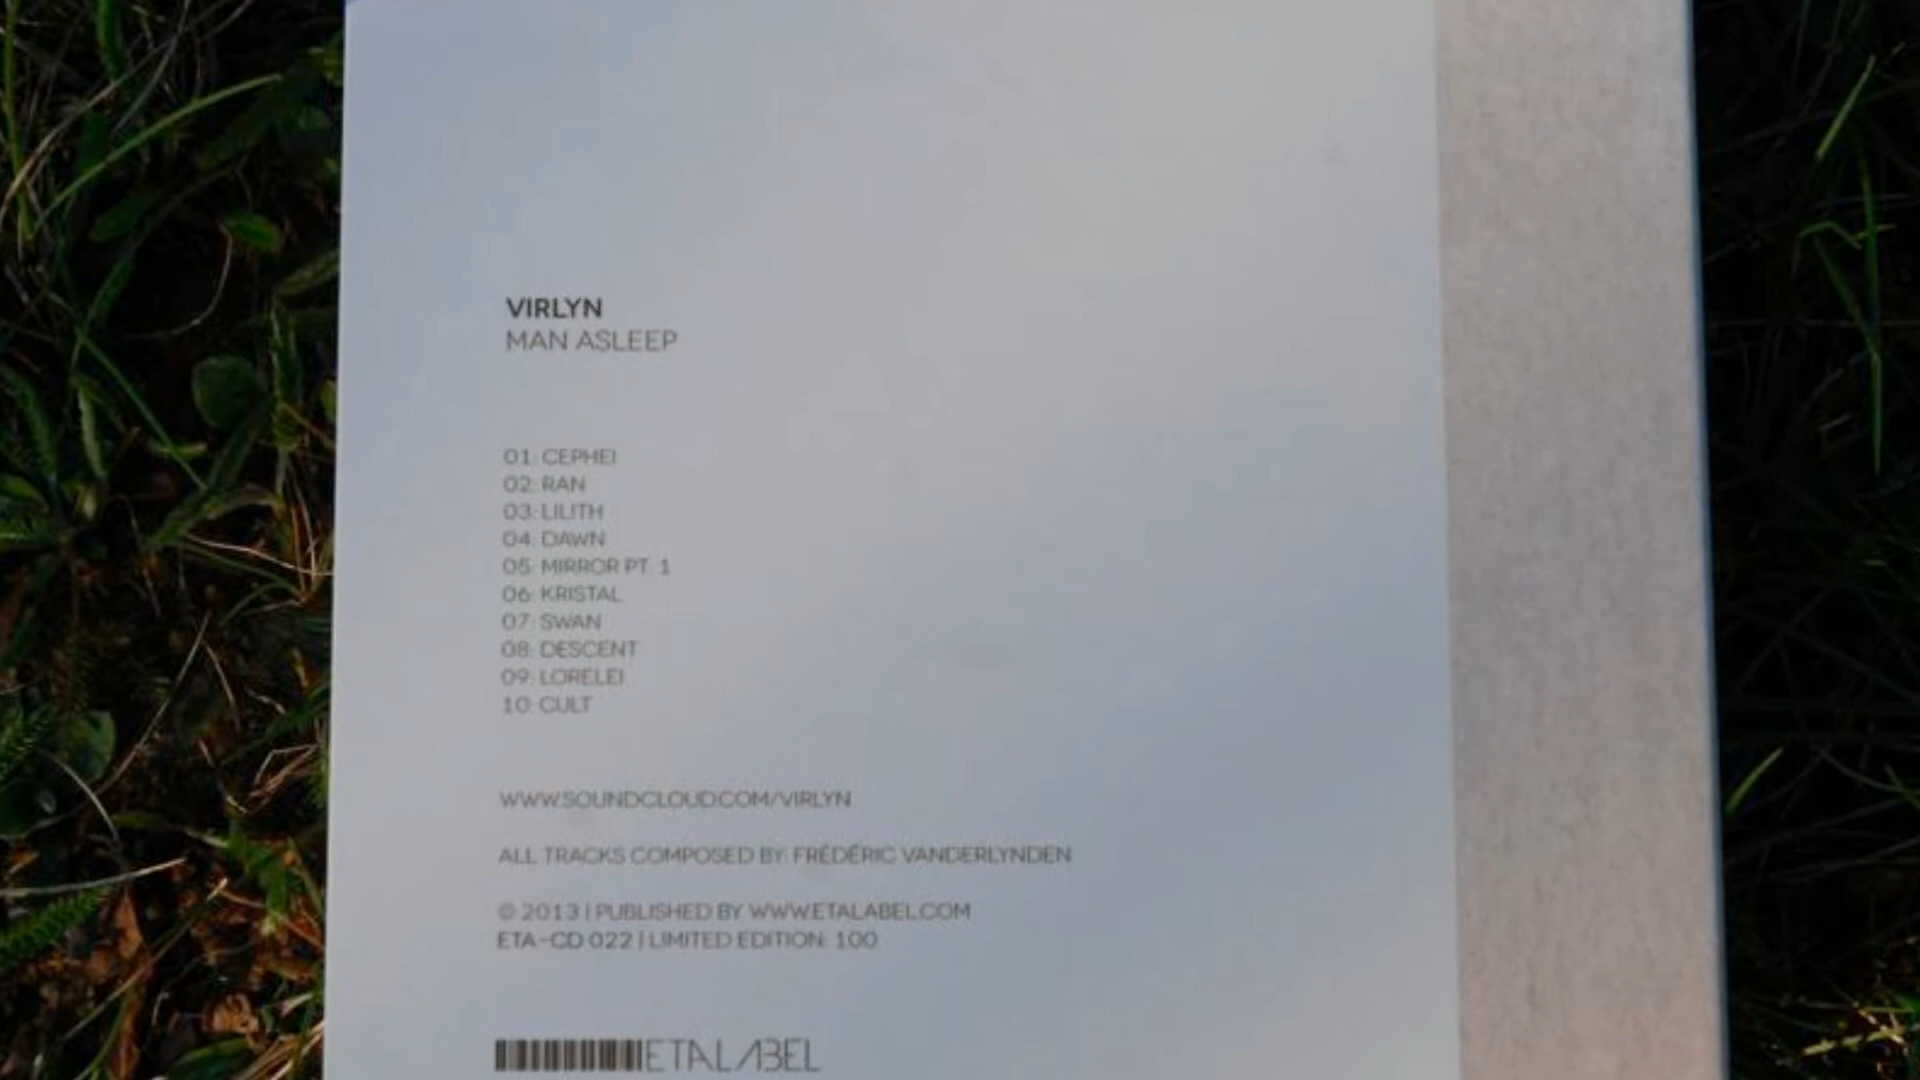 VIRLYN
MAN ASLEEP
01: CEPHEI
02: RAN
03: LILITH
04: DAWN
05: MIRROR PT. 1
06: KRISTAL
07: SWAN
08: DESCENT
09: LORELEI
10: CULT
WWW.SOUNDCLOUD.COM/VIRLYN
ALL TRACKS COMPOSED BY: FRÉDÉRIC VANDERLYNDEN
© 2013 | PUBLISHED BY WWW.ETALABEL.COM
ETA-CD 022 | LIMITED EDITION: 100
ETALABEL